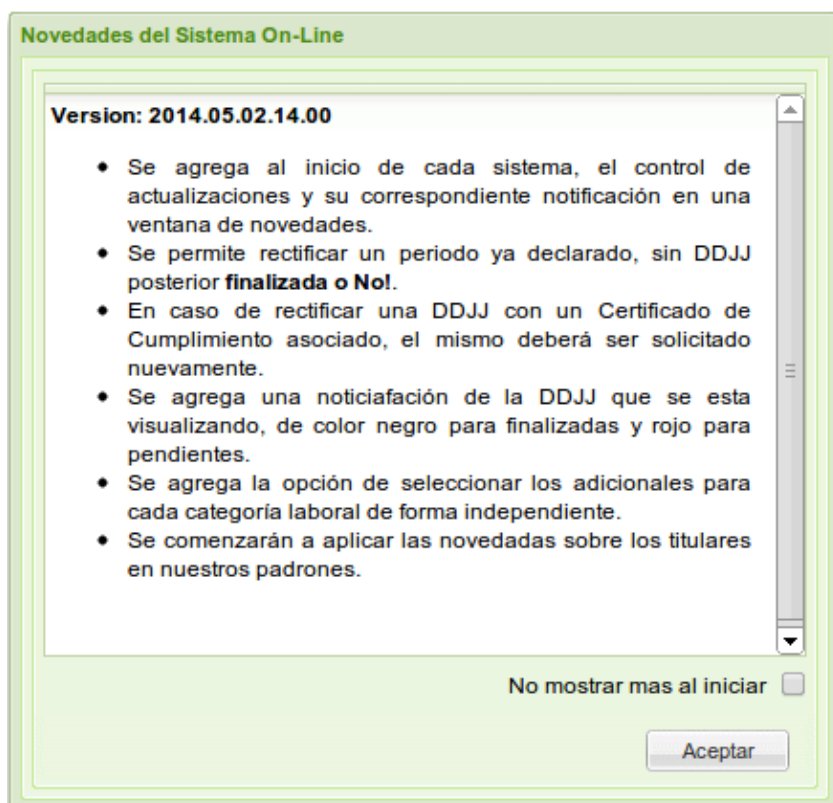 Novedades del Sistema On-Line
Version: 2014.05.02.14.00
Se agrega al inicio de cada sistema, el control de
actualizaciones y su correspondiente notificación en una
ventana de novedades.
Se permite rectificar un periodo ya declarado, sin DDJJ
posterior finalizada o No!.
En caso de rectificar una DDJJ con un Certificado de
Cumplimiento asociado, el mismo deberá ser solicitado
nuevamente.
Se agrega una noticiafación de la DDJJ que se esta
visualizando, de color negro para finalizadas y rojo para
pendientes.
Se agrega la opción de seleccionar los adicionales para
cada categoría laboral de forma independiente.
Se comenzarán a aplicar las novedadas sobre los titulares
en nuestros padrones.
No mostrar mas al iniciar
Aceptar